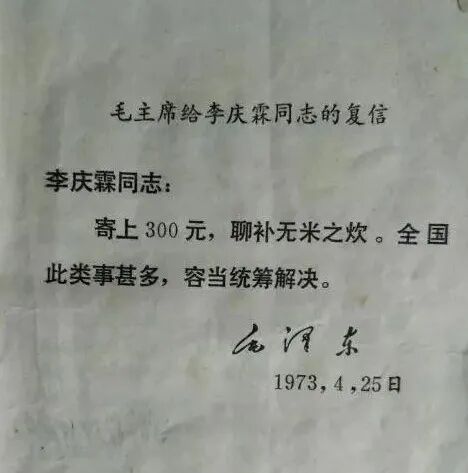 毛主席给李庆霖同志的复信
李庆霖同志：
寄上300元，聊补无米之炊。全国
此类事甚多，容当统筹解决。
毛泽东
1973,4,25日